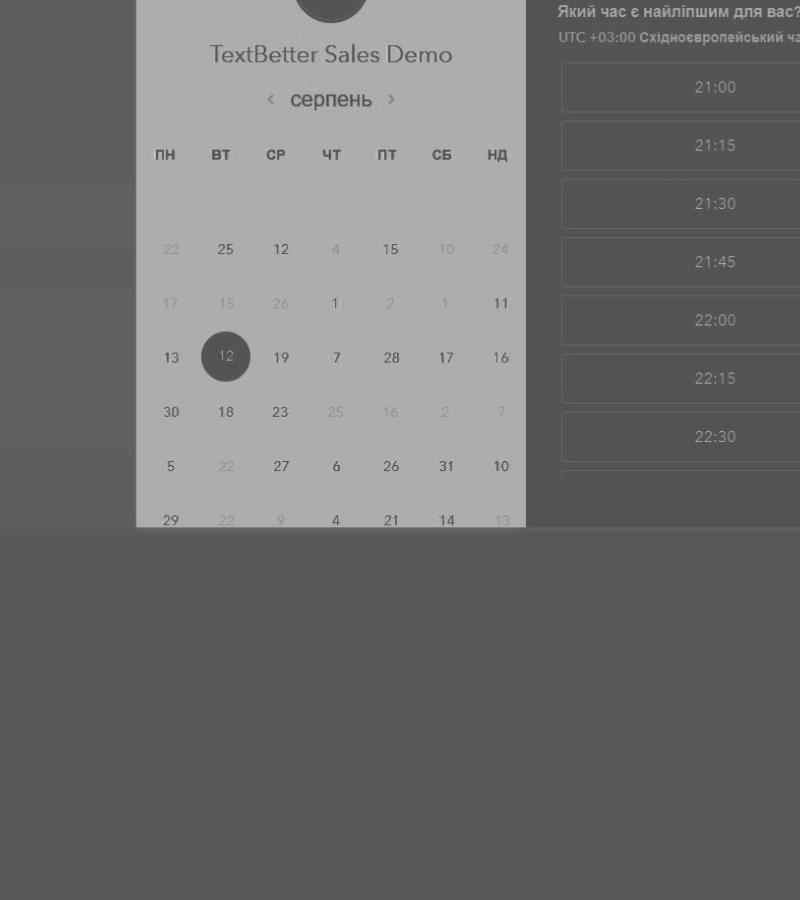 TextBetter Sales Demo
‹ серпень ›
ПН ВТ СР ЧТ ПТ СБ НД
22 25 12 4 15 10 24
17 15 26 1 2 1 11
13 12 19 7 28 17 16
30 18 23 25 16 2 7
5 22 27 6 26 31 10
29 22 9 4 21 14 13
Який час є найліпшим для вас?
UTC +03:00 Східноєвропейський ча
21:00
21:15
21:30
21:45
22:00
22:15
22:30